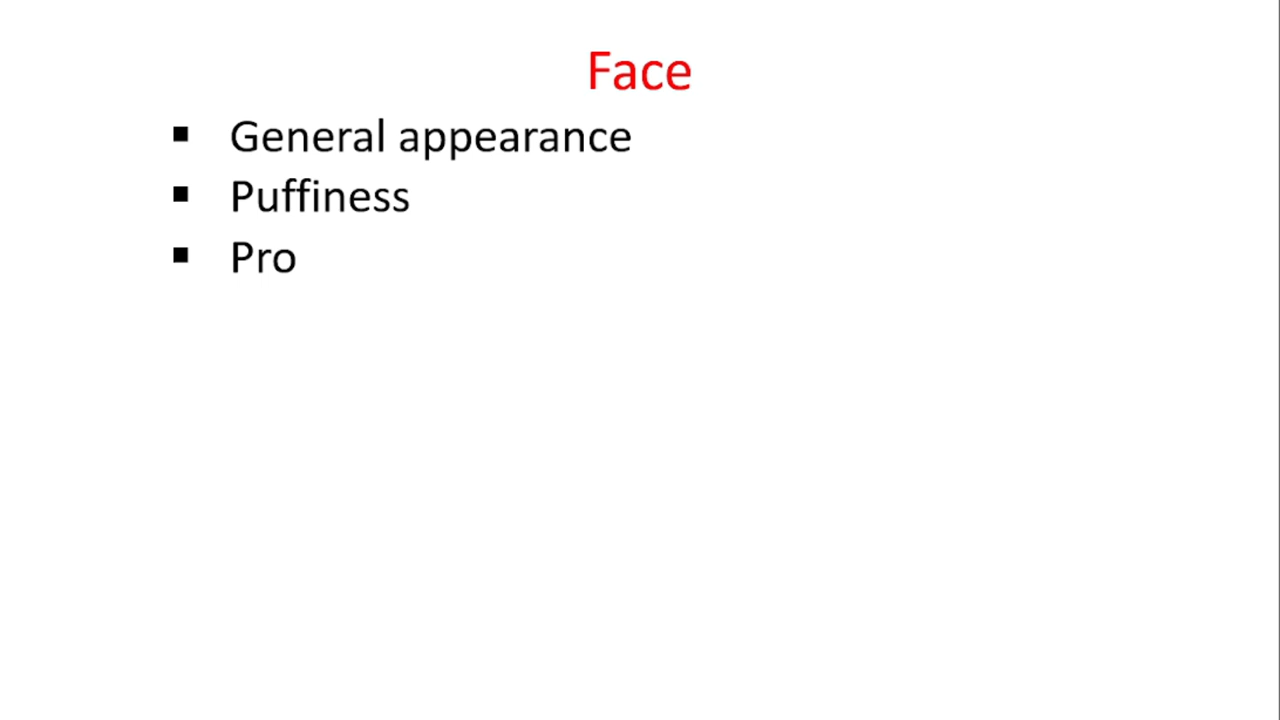 Face
▪ General appearance
▪ Puffiness
▪ Pro